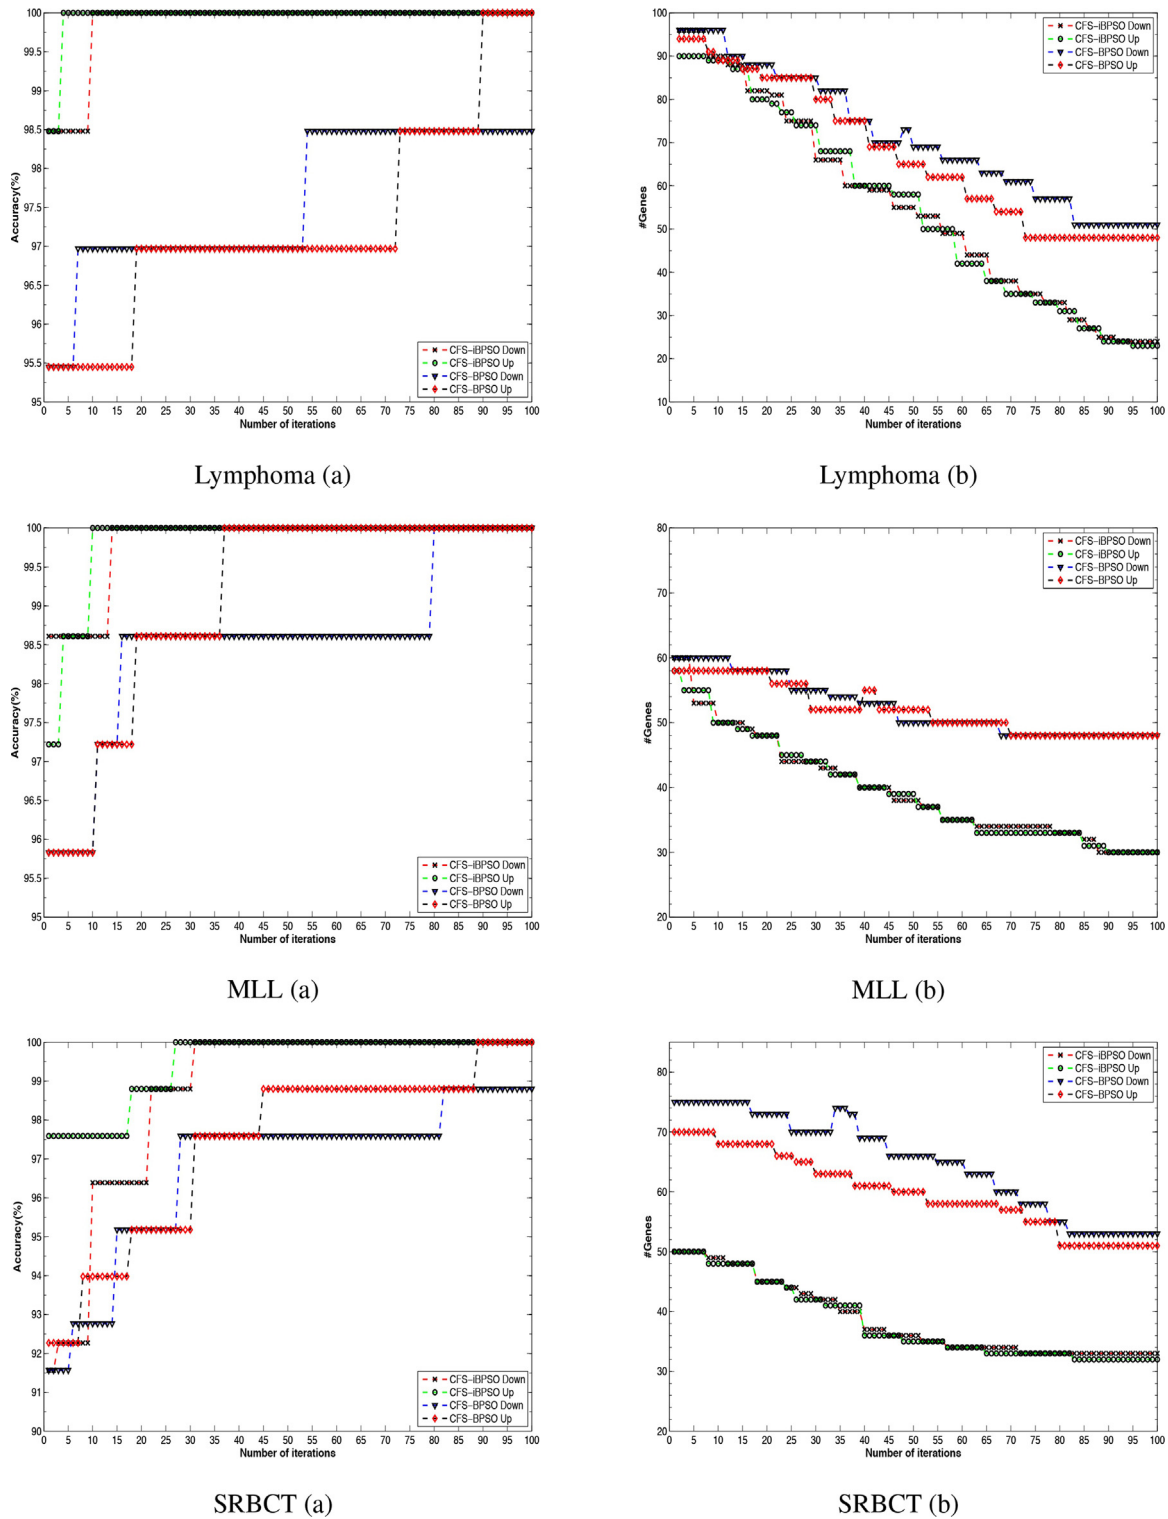 100
99.5
99
98.5
98
97.5
97
96.5
96
95.5
95
Accuracy(%)
CFS-iBPSO Down
CFS-iBPSO Up
CFS-BPSO Down
CFS-BPSO Up
0 5 10 15 20 25 30 35 40 45 50 55 60 65 70 75 80 85 90 95 100
Number of iterions
Lymphoma (a)
100
90
80
70
60
50
40
30
20
10
#Genes
CFS-iBPSO Down
CFS-iBPSO Up
CFS-BPSO Down
CFS-BPSO Up
0 5 10 15 20 25 30 35 40 45 50 55 60 65 70 75 80 85 90 95 100
Number of iterations
Lymphoma (b)
100
99.5
99
98.5
98
97.5
97
96.5
96
95.5
95
Accuracy(%)
CFS-iBPSO Down
CFS-iBPSO Up
CFS-BPSO Down
CFS-BPSO Up
0 5 10 15 20 25 30 35 40 45 50 55 60 65 70 75 80 85 90 95 100
Number of iterions
MLL (a)
80
70
60
50
40
30
20
#Genes
CFS-iBPSO Down
CFS-iBPSO Up
CFS-BPSO Down
CFS-BPSO Up
0 5 10 15 20 25 30 35 40 45 50 55 60 65 70 75 80 85 90 95 100
Number of iterations
MLL (b)
100
99
98
97
96
95
94
93
92
91
90
Accuracy(%)
CFS-iBPSO Down
CFS-iBPSO Up
CFS-BPSO Down
CFS-BPSO Up
0 5 10 15 20 25 30 35 40 45 50 55 60 65 70 75 80 85 90 95 100
Number of iterations
SRBCT (a)
80
70
60
50
40
30
20
#Genes
CFS-iBPSO Down
CFS-iBPSO Up
CFS-BPSO Down
CFS-BPSO Up
0 5 10 15 20 25 30 35 40 45 50 55 60 65 70 75 80 85 90 95 100
Number of iterations
SRBCT (b)